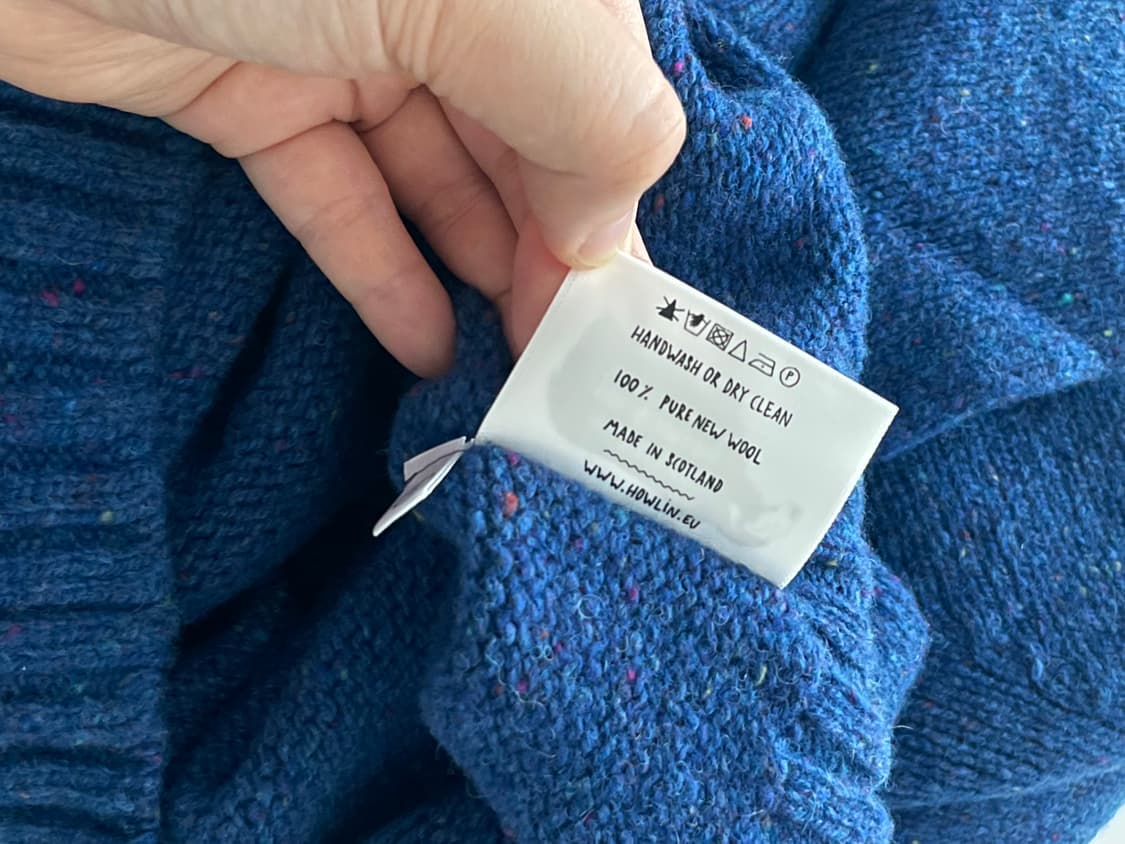 HANDWASH OR DRY CLEAN
100% PURE NEW WOOL
MADE IN SCOTLAND
WWW.HOWLIN.EU